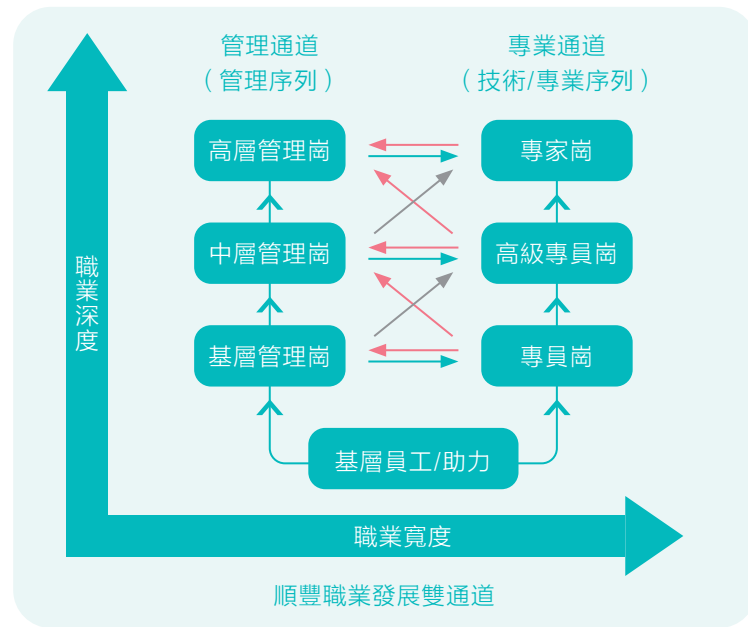 管理通道
（管理序列）
專業通道
（技術/專業序列）
高層管理崗
專家崗
中層管理崗
高級專員崗
基層管理崗
專員崗
基層員工/助力
職業深度
職業寬度
順豐職業發展雙通道